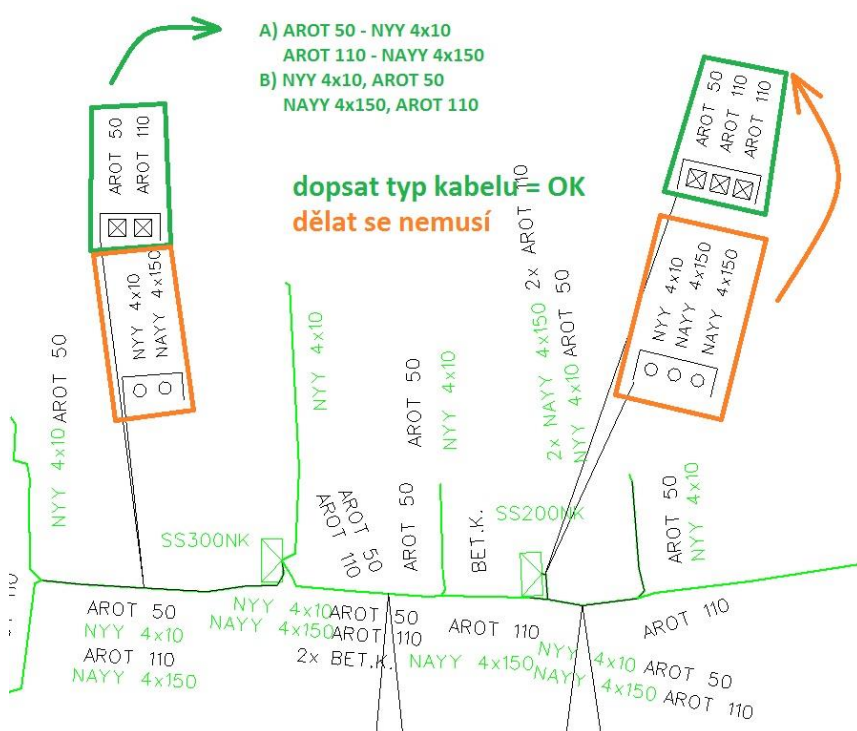 A) AROT 50 - NYY 4x10
AROT 110 - NAYY 4x150
B) NYY 4x10, AROT 50
NAYY 4x150, AROT 110
dopsat typ kabelu = OK
dělat se nemusí
AROT 50
AROT 110
NYY 4x10
NAYY 4x150
AROT 50
AROT 110
AROT 110
NYY 4x10
NAYY 4x150
NAYY 4x150
NYY 4x10
AROT 50
NYY 4x10
AROT 50
NYY 4x10
2x AROT 110
2x NAYY 4x150
AROT 50
NYY 4x10
AROT 50
NYY 4x10
SS300NK
AROT 50
AROT 110
AROT 50
BET.K.
SS200NK
110
AROT 50
NYY 4x10
AROT 110
NAYY 4x150
NYY 4x10
NAYY 4x150
AROT 50
AROT 110
2x BET.K.
AROT 110
NAYY 4x150
AROT 110
NYY 4x10
AROT 50
NAYY 4x150
AROT 110